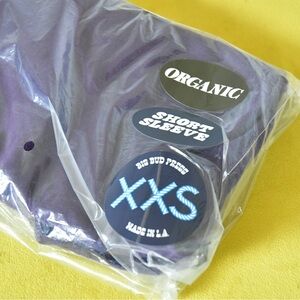 ORGANIC
SHORT
SLEEVE
BIG BUD PRESS
XXS
MADE IN L.A.